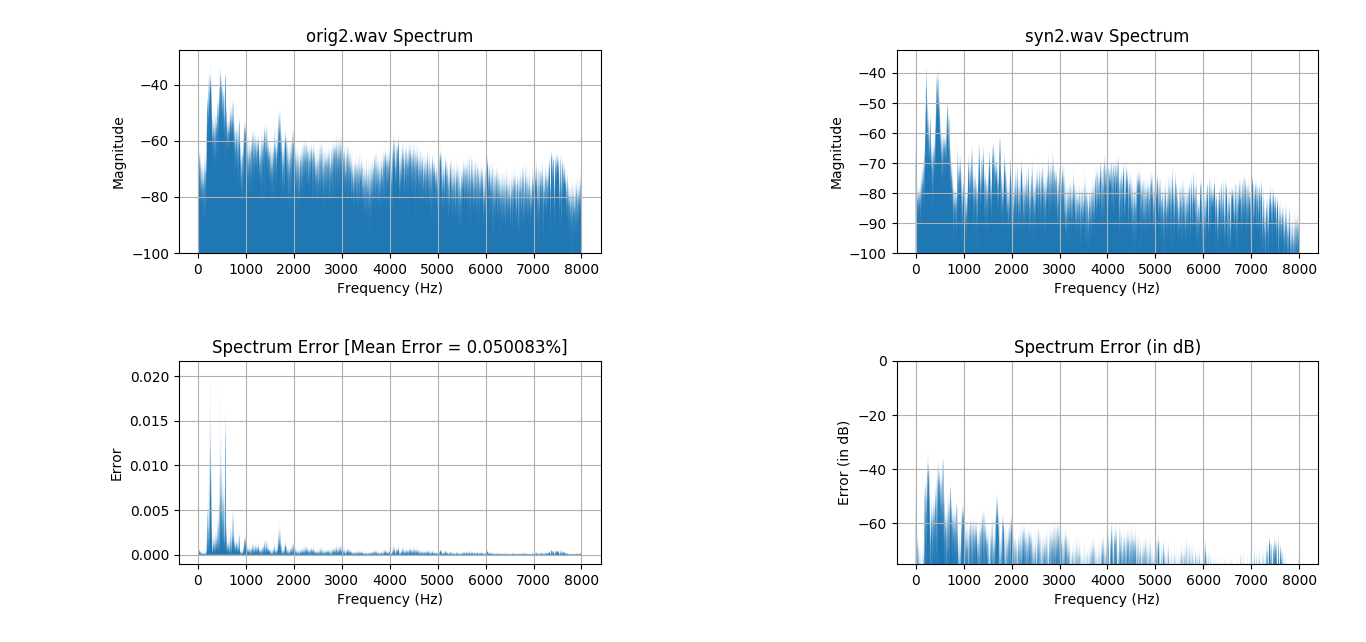 orig2.wav Spectrum
Magnitude
−40
−60
−80
−100
0 1000 2000 3000 4000 5000 6000 7000 8000
Frequency (Hz)
syn2.wav Spectrum
Magnitude
−40
−50
−60
−70
−80
−90
−100
0 1000 2000 3000 4000 5000 6000 7000 8000
Frequency (Hz)
Spectrum Error [Mean Error = 0.050083%]
Error
0.020
0.015
0.010
0.005
0.000
0 1000 2000 3000 4000 5000 6000 7000 8000
Frequency (Hz)
Spectrum Error (in dB)
Error (in dB)
0
−20
−40
−60
0 1000 2000 3000 4000 5000 6000 7000 8000
Frequency (Hz)